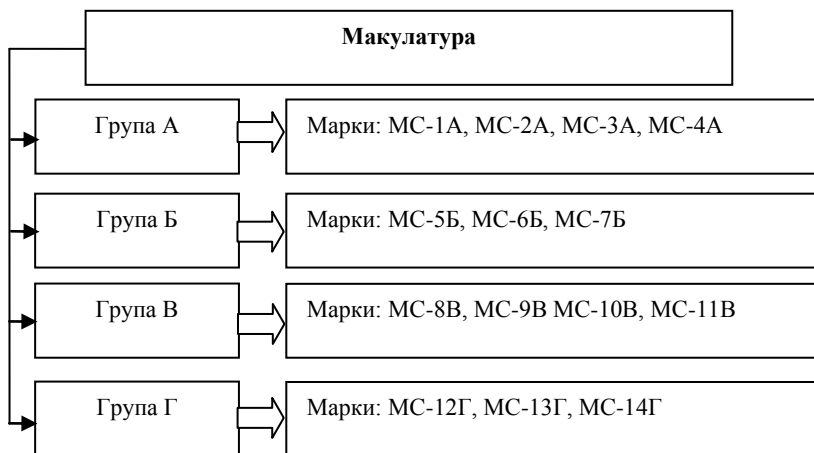 Макулатура
Група А
Марки: МС-1А, МС-2А, МС-3А, МС-4А
Група Б
Марки: МС-5Б, МС-6Б, МС-7Б
Група В
Марки: МС-8В, МС-9В МС-10В, МС-11В
Група Г
Марки: МС-12Г, МС-13Г, МС-14Г